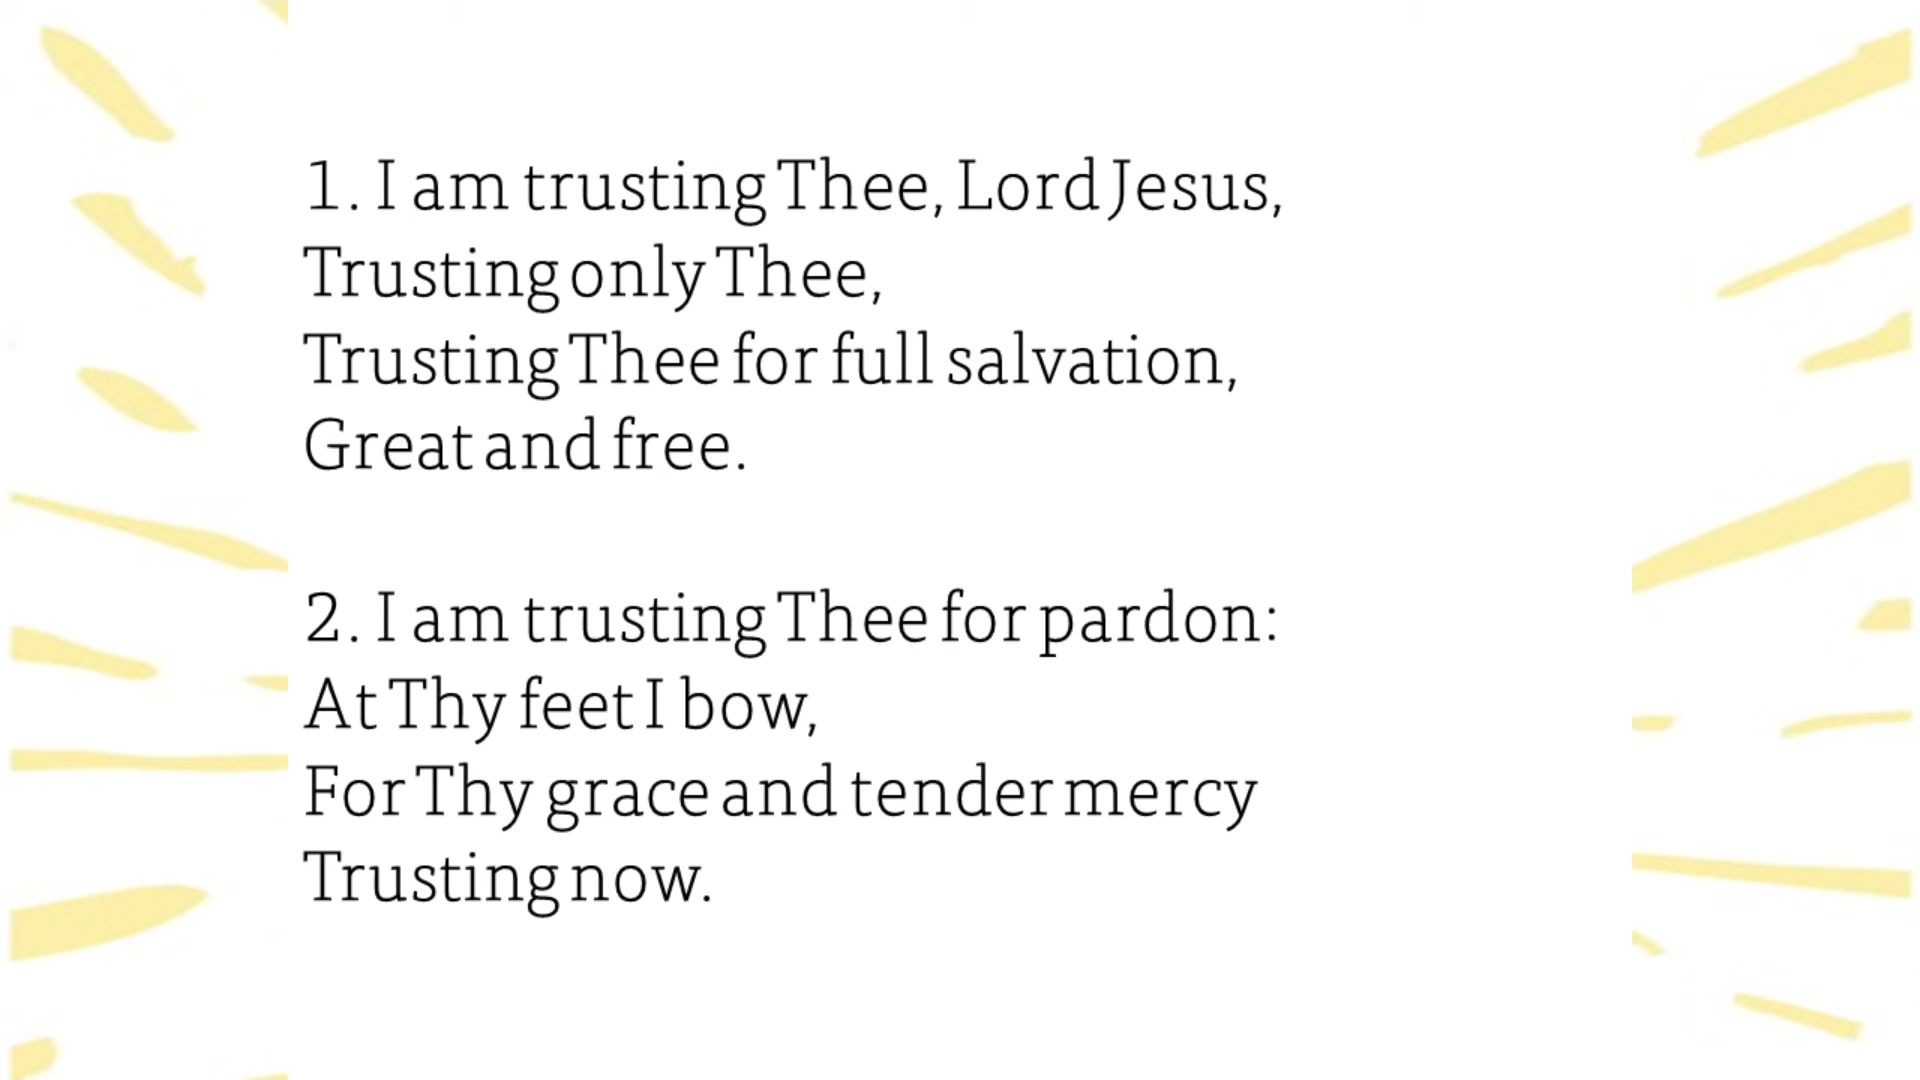 1. I am trusting Thee, Lord Jesus,
Trusting only Thee,
Trusting Thee for full salvation,
Great and free.
2. I am trusting Thee for pardon:
At Thy feet I bow,
For Thy grace and tender mercy
Trusting now.